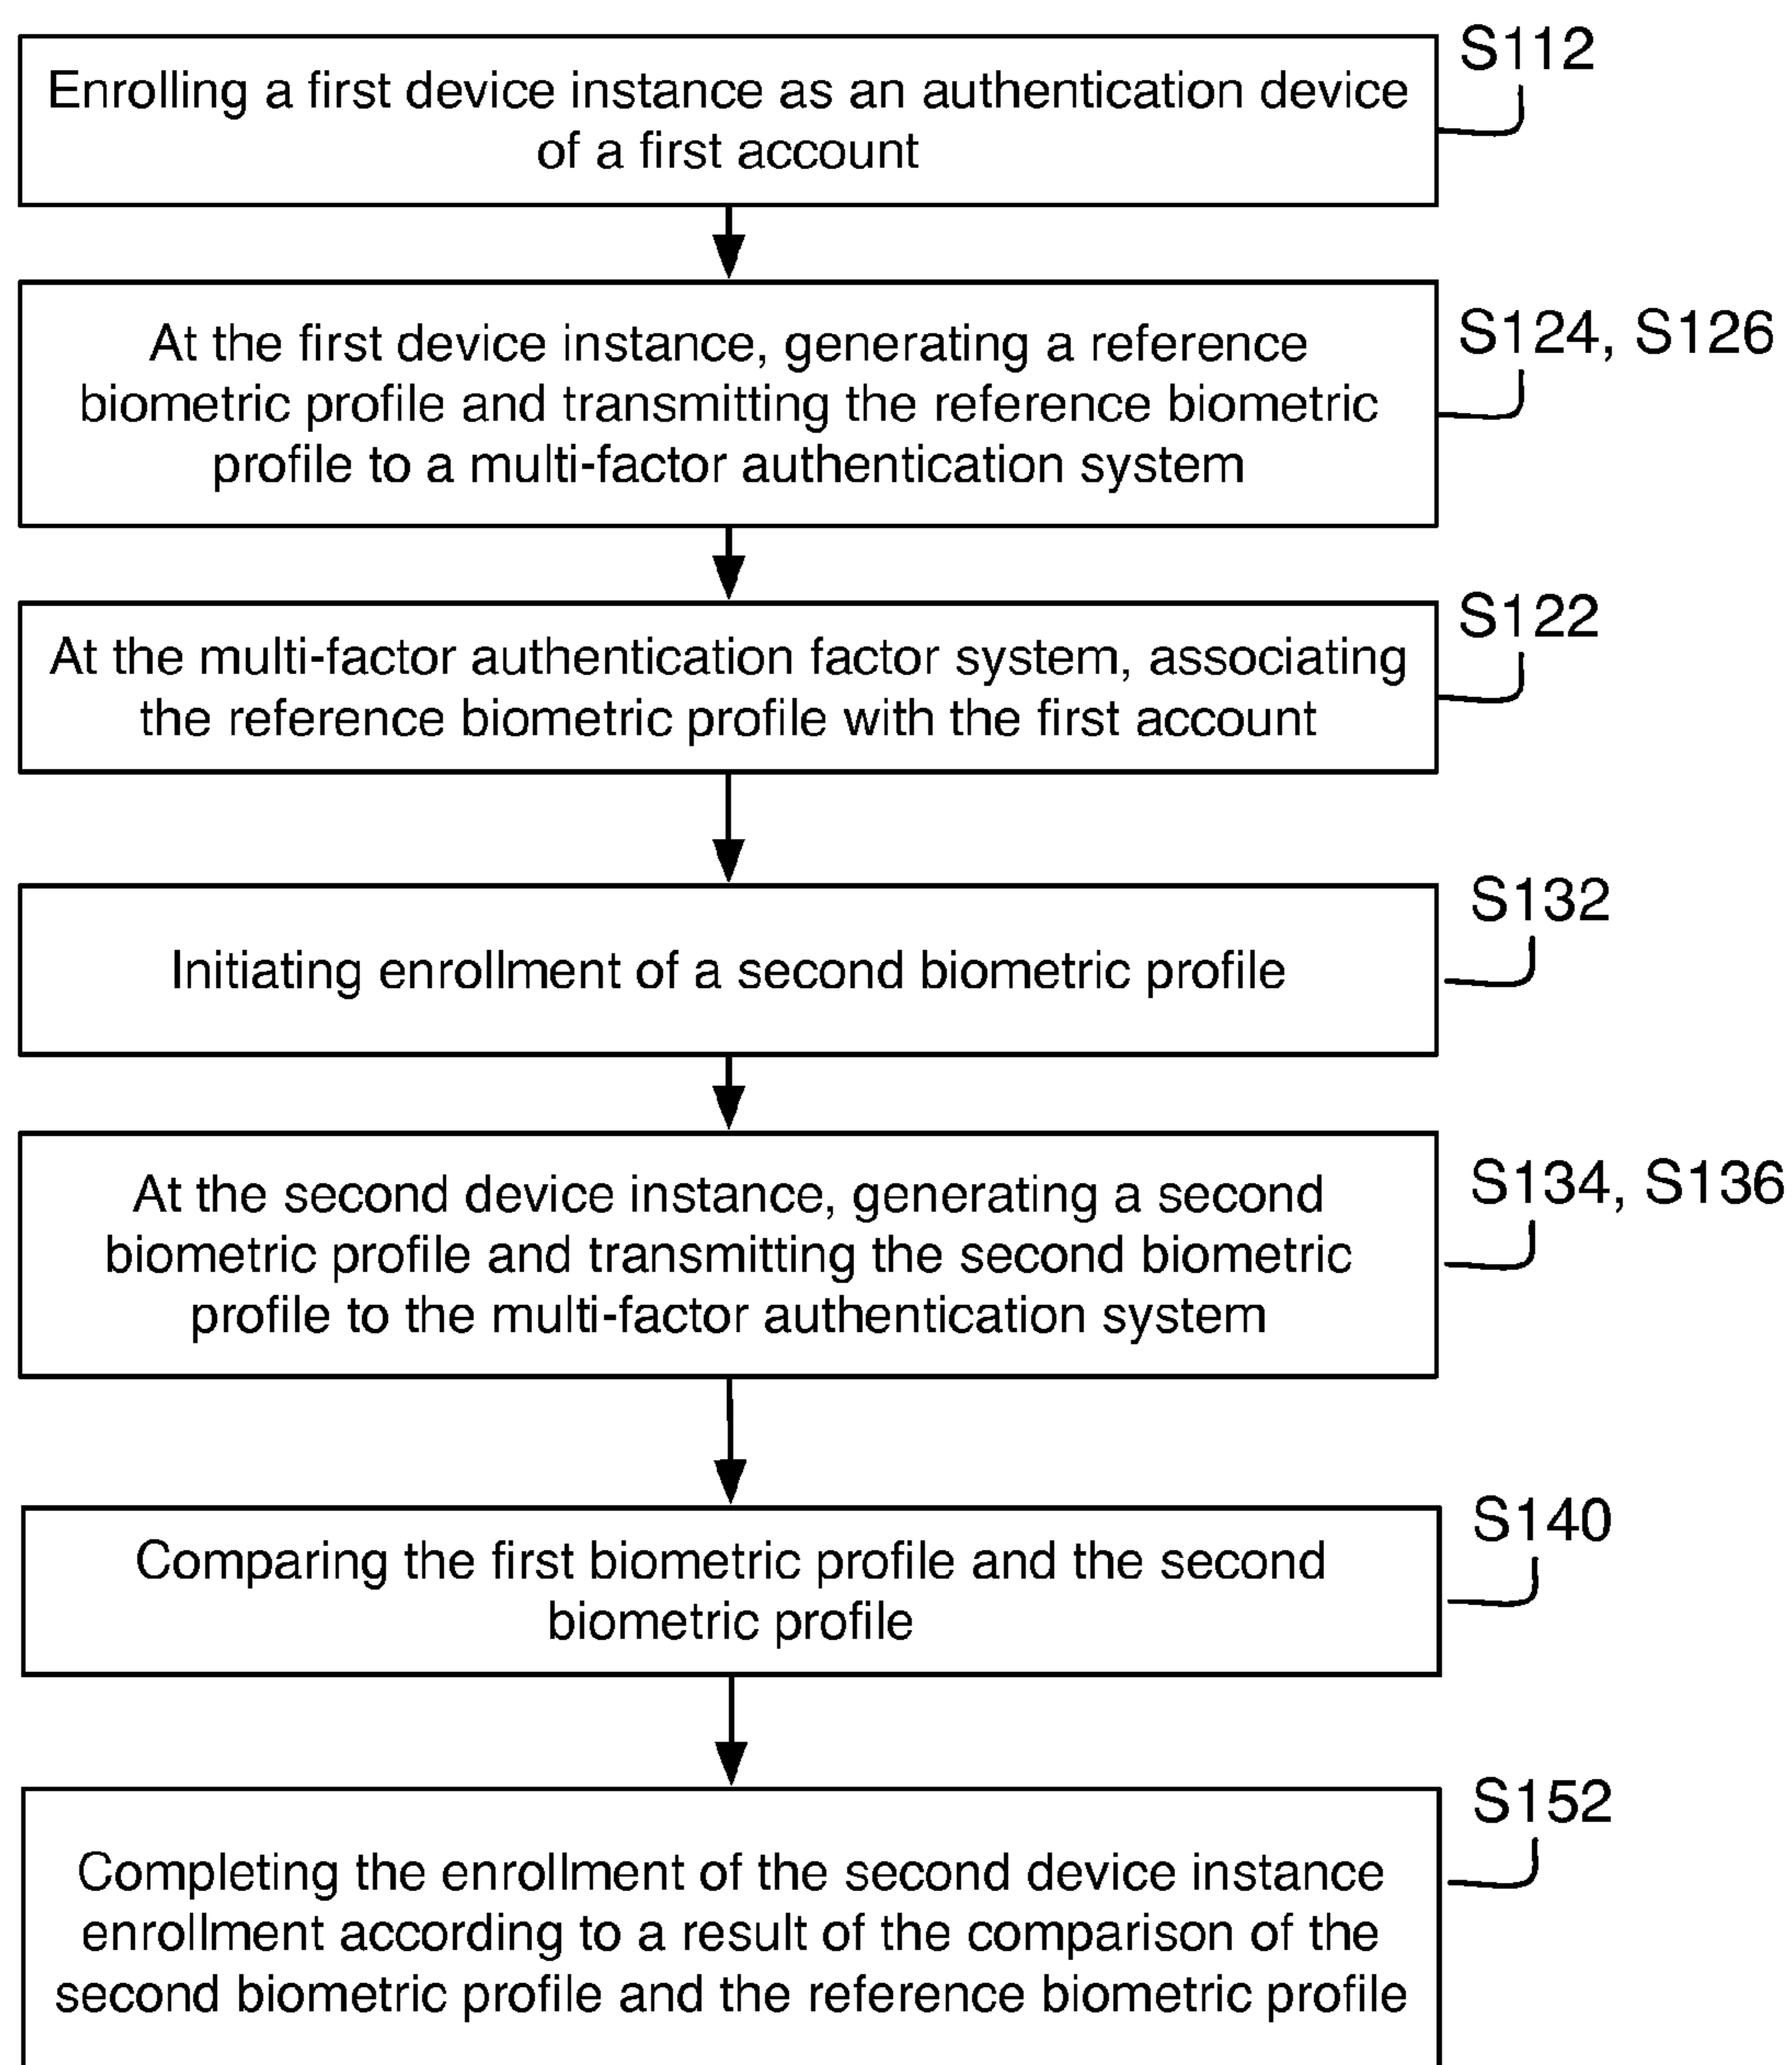 S112
Enrolling a first device instance as an authentication device
of a first account
S124, S126
At the first device instance, generating a reference
biometric profile and transmitting the reference biometric
profile to a multi-factor authentication system
S122
At the multi-factor authentication factor system, associating
the reference biometric profile with the first account
S132
Initiating enrollment of a second biometric profile
S134, S136
At the second device instance, generating a second
biometric profile and transmitting the second biometric
profile to the multi-factor authentication system
S140
Comparing the first biometric profile and the second
biometric profile
S152
Completing the enrollment of the second device instance
enrollment according to a result of the comparison of the
second biometric profile and the reference biometric profile